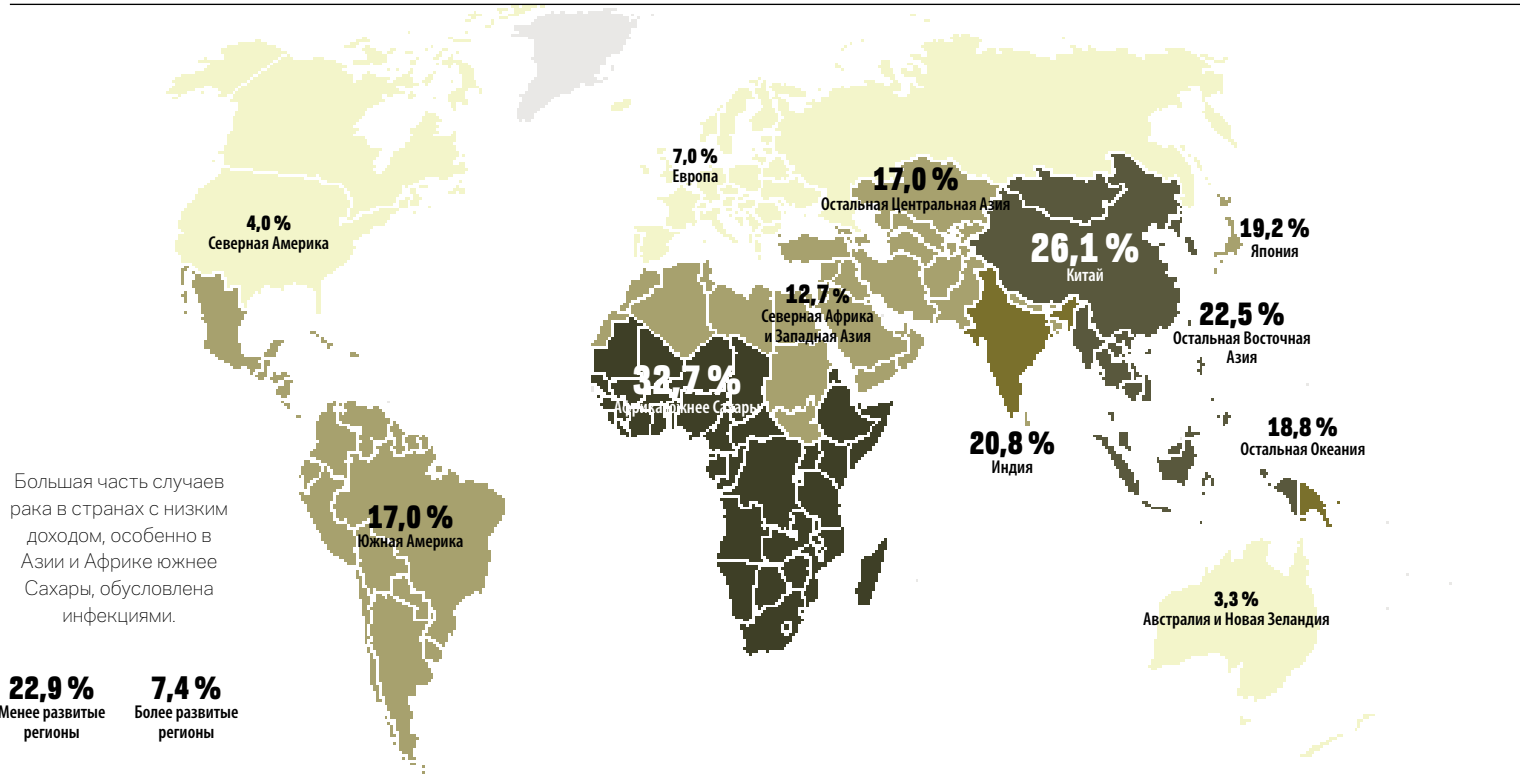 7,0 %
Европа
17,0 %
Остальная Центральная Азия
4,0 %
Северная Америка
19,2 %
Япония
26,1 %
Китай
12,7 %
Северная Африка
и Западная Азия
22,5 %
Остальная Восточная
Азия
32,7 %
Африка южнее Сахары
20,8 %
Индия
18,8 %
Остальная Океания
Большая часть случаев
рака в странах с низким
доходом, особенно в
Азии и Африке южнее
Сахары, обусловлена
инфекциями.
17,0 %
Южная Америка
3,3 %
Австралия и Новая Зеландия
22,9 %
Менее развитые
регионы
7,4 %
Более развитые
регионы